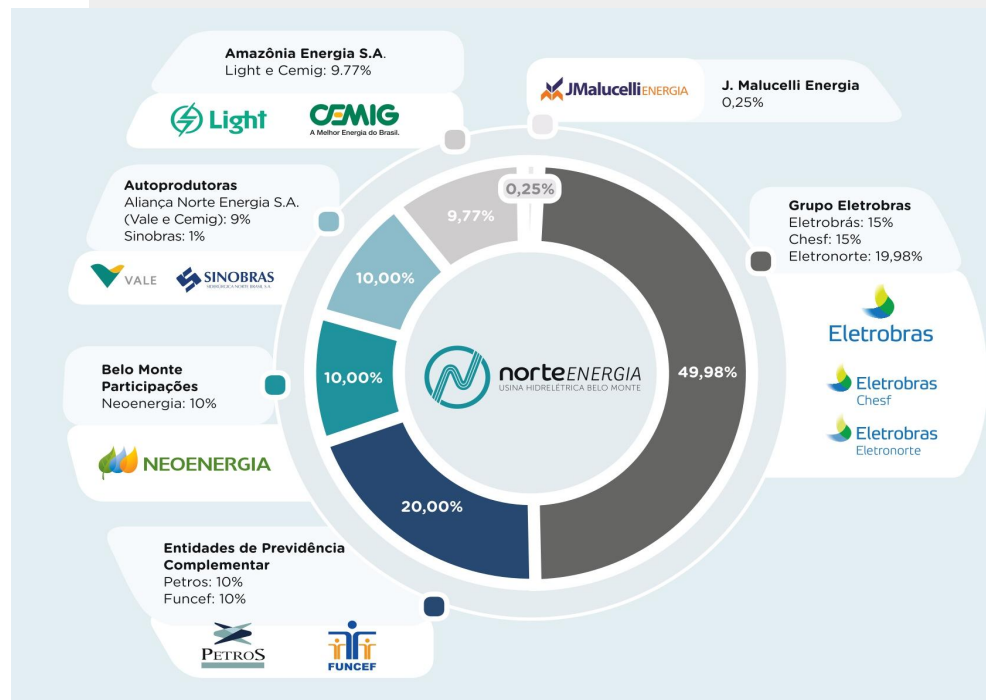 Amazônia Energia S.A.
Light e Cemig: 9.77%
Light
CEMIG
A Melhor Energia do Brasil.
JMalucelli ENERGIA
J. Malucelli Energia
0,25%
Autoprodutoras
Aliança Norte Energia S.A.
(Vale e Cemig): 9%
Sinobras: 1%
VALE
SINOBRAS
Grupo Eletrobras
Eletrobrás: 15%
Chesf: 15%
Eletronorte: 19,98%
Eletrobras
Eletrobras
Chesf
Eletrobras
Eletronorte
Belo Monte
Participações
Neoenergia: 10%
NEOENERGIA
Entidades de Previdência
Complementar
Petros: 10%
Funcef: 10%
PETROS
FUNCEF
0,25%
9,77%
10,00%
10,00%
20,00%
49,98%
norteENERGIA
USINA HIDRELÉTRICA BELO MONTE